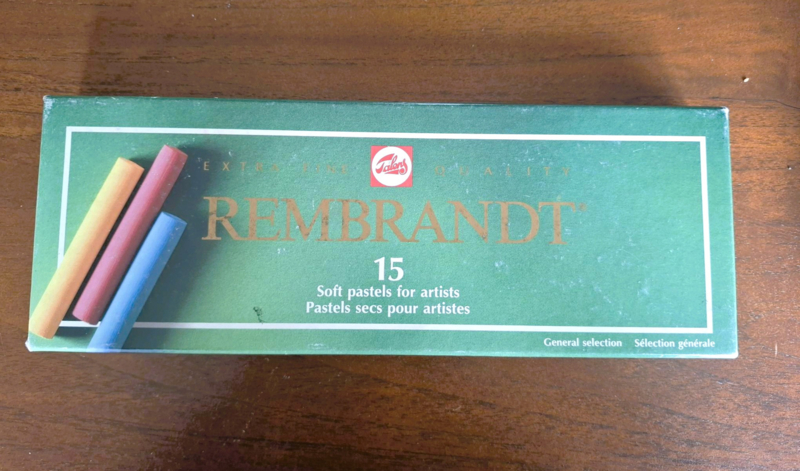 Talens
EXTRA FINE QUALITY
REMBRANDT®
15
Soft pastels for artists
Pastels secs pour artistes
General selection Sélection générale